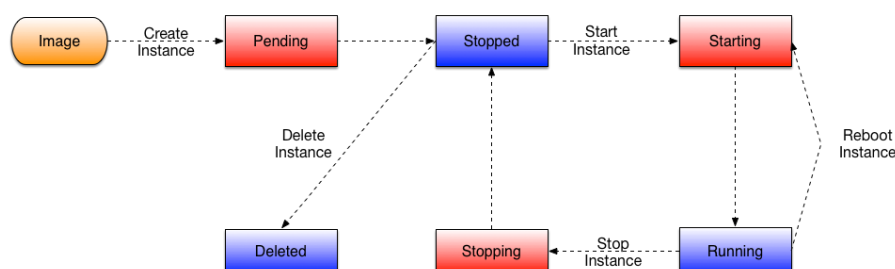 Image
Create
Instance
Pending
Stopped
Start
Instance
Starting
Delete
Instance
Reboot
Instance
Deleted
Stopping
Stop
Instance
Running